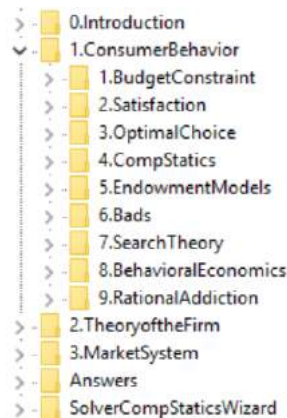 0.Introduction
1.ConsumerBehavior
1.BudgetConstraint
2.Satisfaction
3.OptimalChoice
4.CompStatics
5.EndowmentModels
6.Bads
7.SearchTheory
8.BehavioralEconomics
9.RationalAddiction
2.TheoryoftheFirm
3.MarketSystem
Answers
SolverCompStaticsWizard